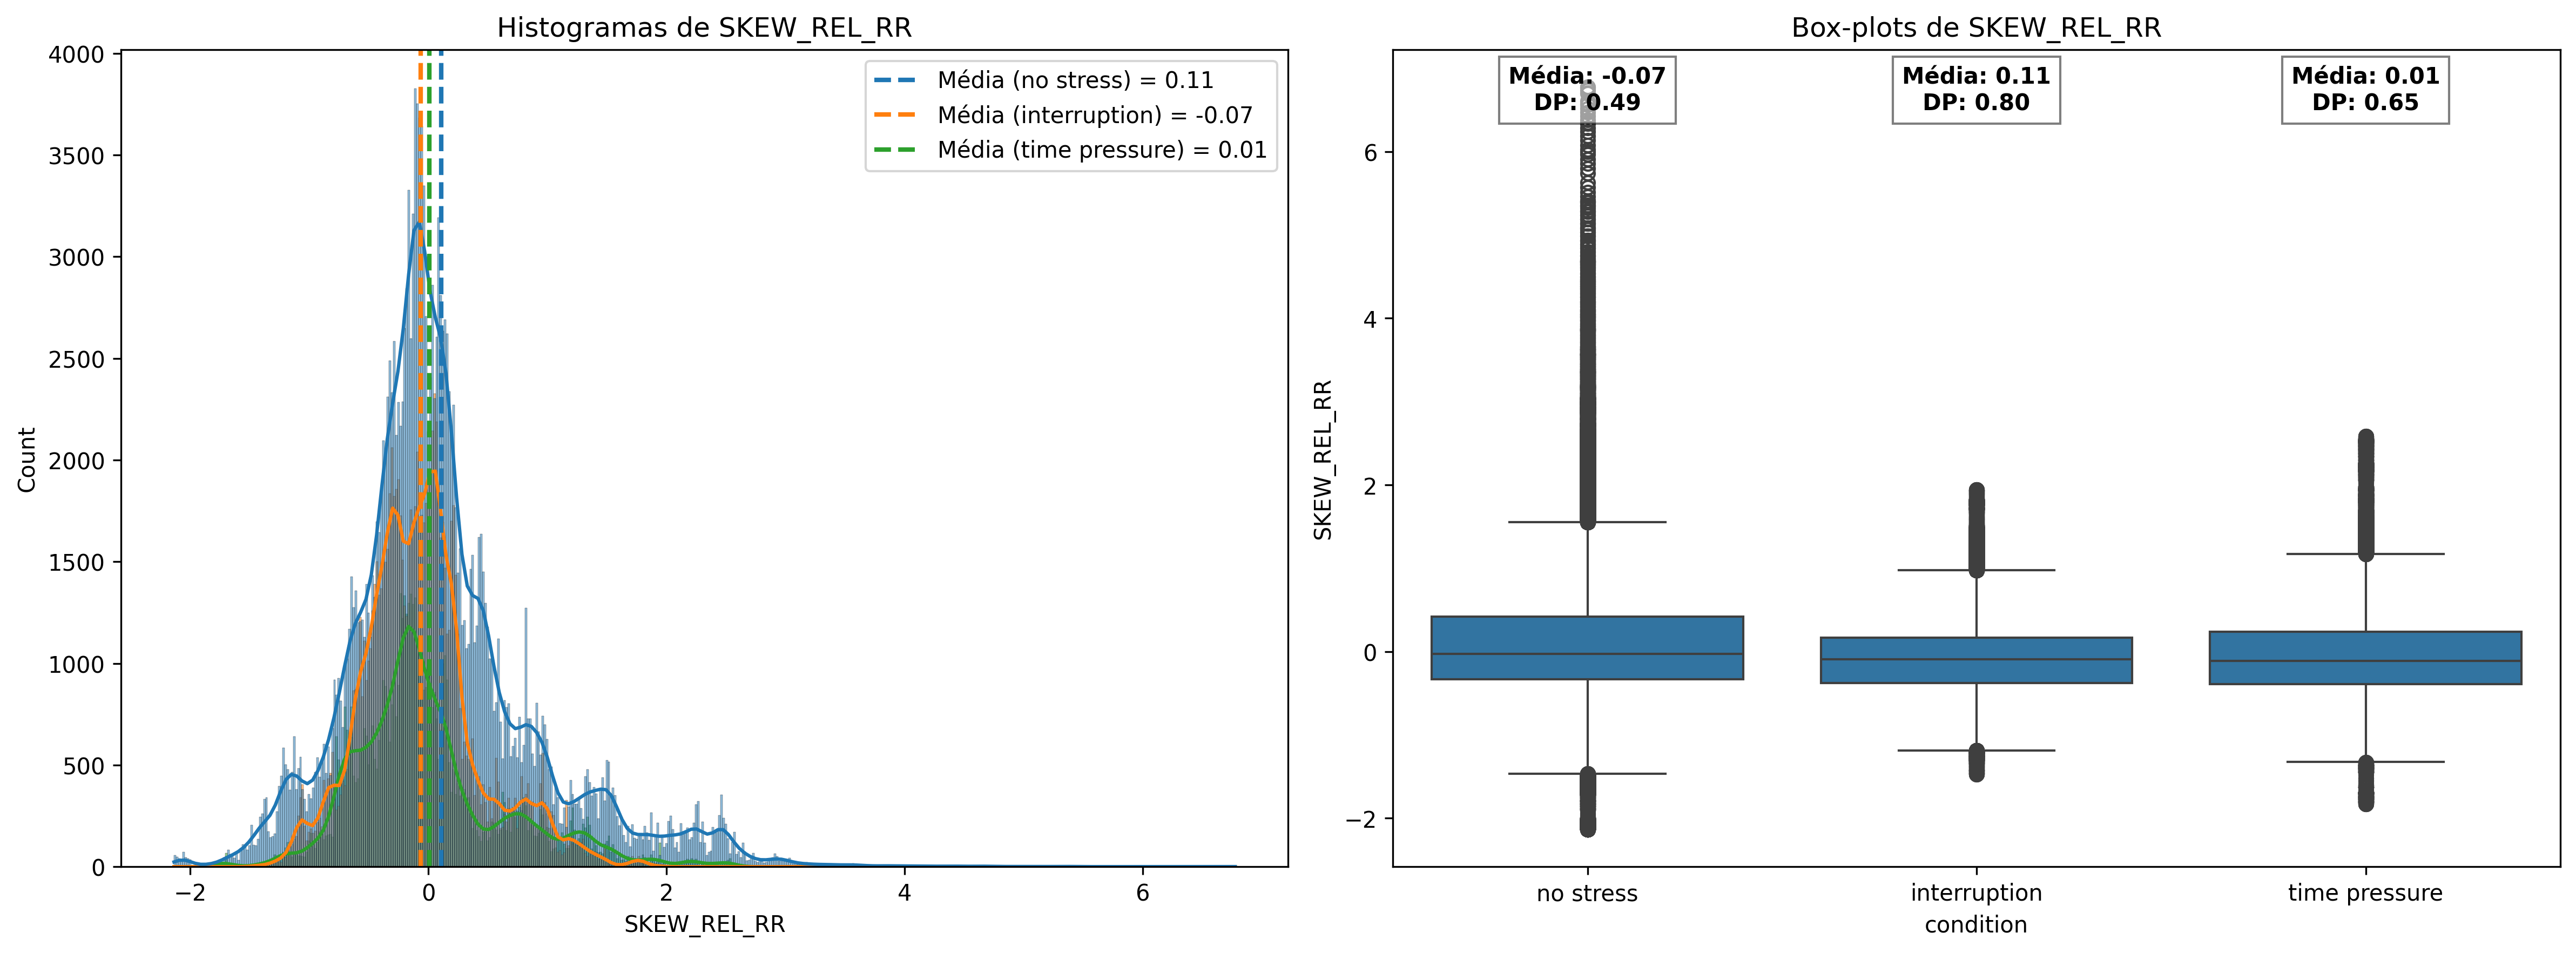 Histogramas de SKEW_REL_RR
4000
3500
3000
2500
2000
1500
1000
500
0
Count
Média (no stress) = 0.11
Média (interruption) = -0.07
Média (time pressure) = 0.01
−2
0
2
4
6
SKEW_REL_RR
Box-plots de SKEW_REL_RR
6
4
2
0
−2
SKEW_REL_RR
Média: -0.07
DP: 0.49
Média: 0.11
DP: 0.80
Média: 0.01
DP: 0.65
no stress
interruption
time pressure
condition